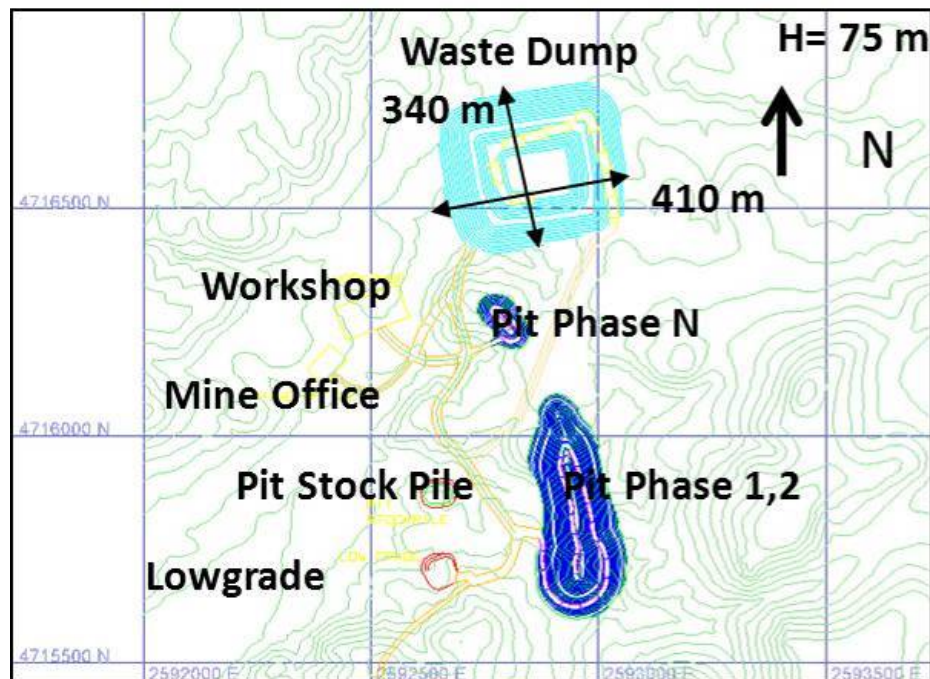 H= 75 m
Waste Dump
340 m
N
4716500 N
410 m
Workshop
Pit Phase N
Mine Office
4716000 N
Pit Stock Pile
Pit Phase 1,2
Lowgrade
4715500 N
2592000 E
2592500 E
2593000 E
2593500 E